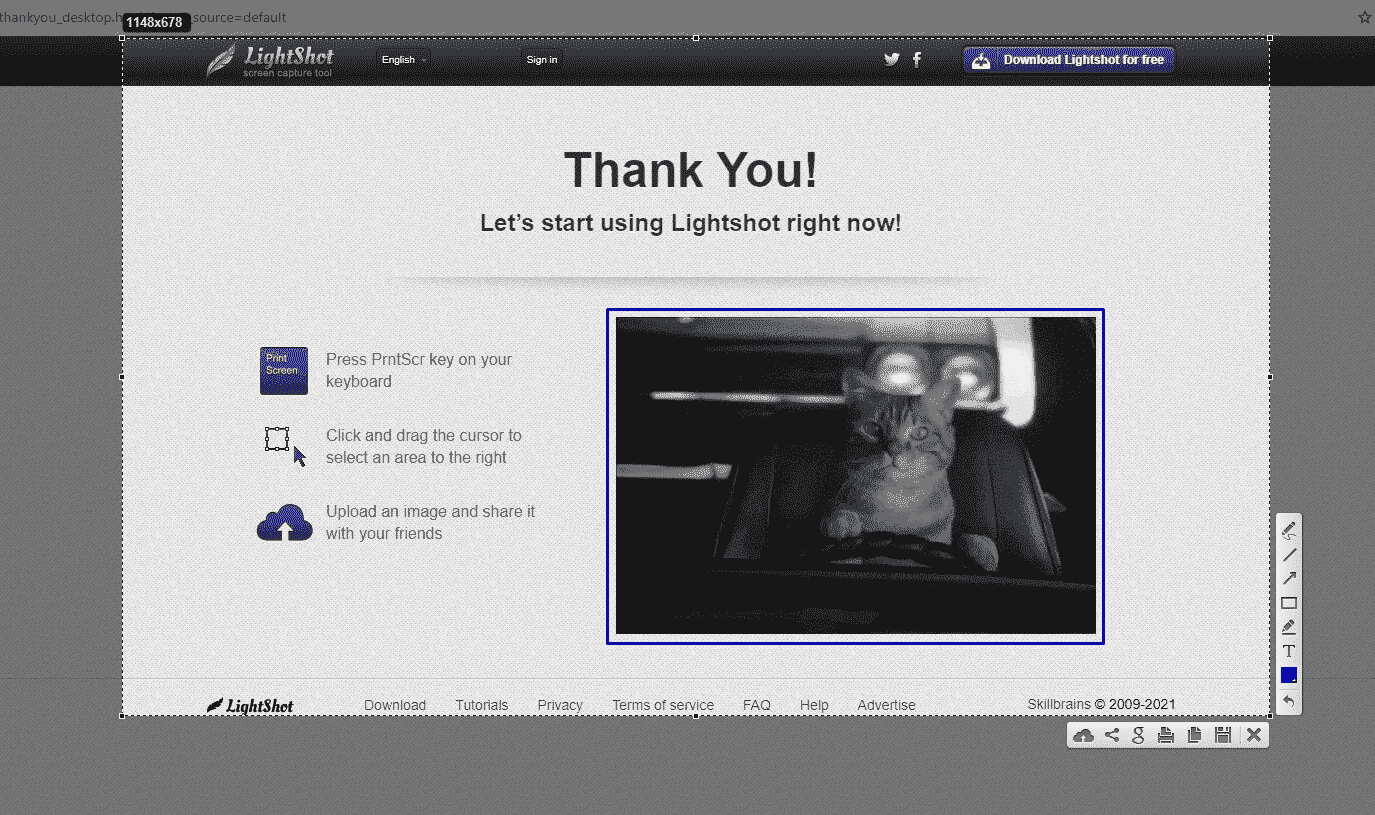 thankyou_desktop.h
source=default
1148x678
LightShot
screen capture tool
English
Sign in
Download Lightshot for free
Thank You!
Let's start using Lightshot right now!
Print
Screen
Press PrntScr key on your
keyboard
Click and drag the cursor to
select an area to the right
Upload an image and share it
with your friends
T
LightShot
Download
Tutorials
Privacy
Terms of service
FAQ
Help
Advertise
Skillbrains © 2009-2021